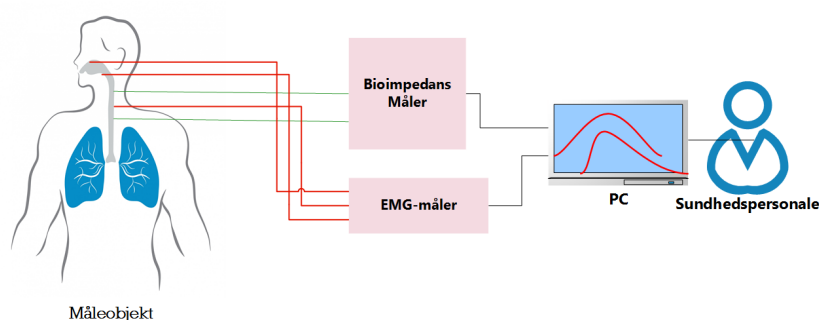 Bioimpedans
Måler
EMG-måler
PC
Sundhedspersonale
Måleobjekt